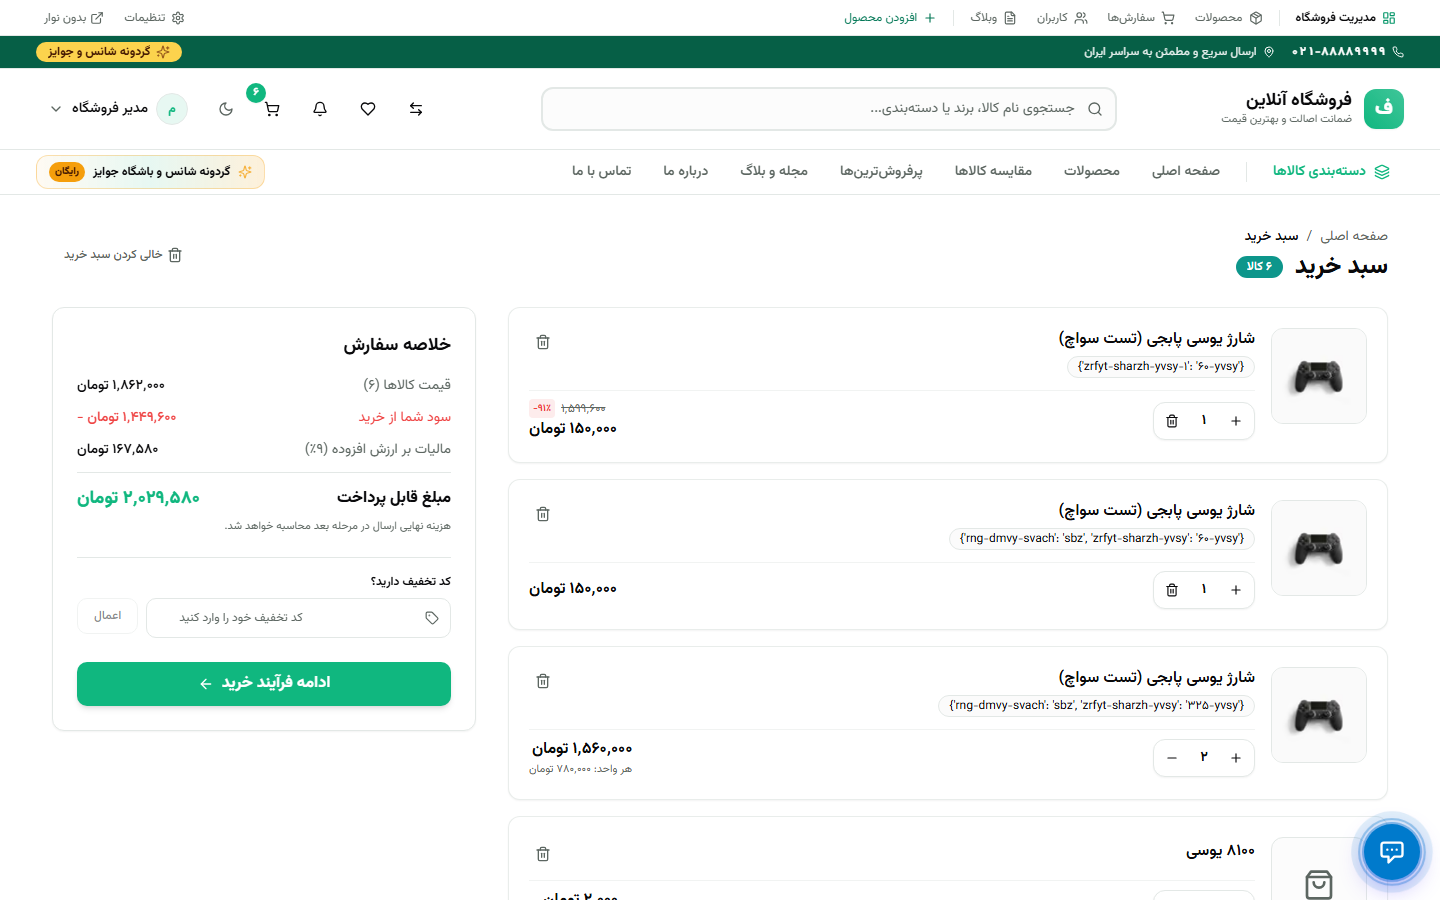 مدیریت فروشگاه
محصولات
سفارش‌ها
کاربران
وبلاگ
افزودن محصول
تنظیمات
بدون نوار
۰۲۱-۸۸۸۸۹۹۹۹
ارسال سریع و مطمئن به سراسر ایران
گردونه شانس و جوایز
ف
فروشگاه آنلاین
ضمانت اصالت و بهترین قیمت
جستجوی نام کالا، برند یا دسته‌بندی...
۶
م
مدیر فروشگاه
دسته‌بندی کالاها
صفحه اصلی
محصولات
مقایسه کالاها
پرفروش‌ترین‌ها
مجله و بلاگ
درباره ما
تماس با ما
گردونه شانس و باشگاه جوایز
رایگان
صفحه اصلی / سبد خرید
سبد خرید
۶ کالا
خالی کردن سبد خرید
شارژ یوسی پابجی (تست سواچ)
{'zrfyt-sharzh-yvsy-۱': '۶۰-yvsy'}
۱
۱,۵۹۹,۶۰۰
-۹۱٪
۱۵۰,۰۰۰ تومان
شارژ یوسی پابجی (تست سواچ)
{'rng-dmvy-svach': 'sbz', 'zrfyt-sharzh-yvsy': '۶۰-yvsy'}
۱
۱۵۰,۰۰۰ تومان
شارژ یوسی پابجی (تست سواچ)
{'rng-dmvy-svach': 'sbz', 'zrfyt-sharzh-yvsy': '۳۲۵-yvsy'}
۲
۱,۵۶۰,۰۰۰ تومان
هر واحد: ۷۸۰,۰۰۰ تومان
۸۱۰۰ یوسی
۲,۰۰۰ تومان
خلاصه سفارش
قیمت کالاها (۶)
۱,۸۶۲,۰۰۰ تومان
سود شما از خرید
۱,۴۴۹,۶۰۰ تومان -
مالیات بر ارزش افزوده (۹٪)
۱۶۷,۵۸۰ تومان
مبلغ قابل پرداخت
۲,۰۲۹,۵۸۰ تومان
هزینه نهایی ارسال در مرحله بعد محاسبه خواهد شد.
کد تخفیف دارید؟
کد تخفیف خود را وارد کنید
اعمال
ادامه فرآیند خرید